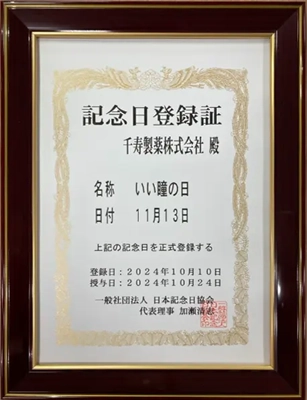 記念日登録証
千寿製薬株式会社 殿
名称 いい瞳の日
日付 11月13日
上記の記念日を正式登録する
登録日：2024年10月10日
授与日：2024年10月24日
一般社団法人 日本記念日協会
代表理事 加瀬清志